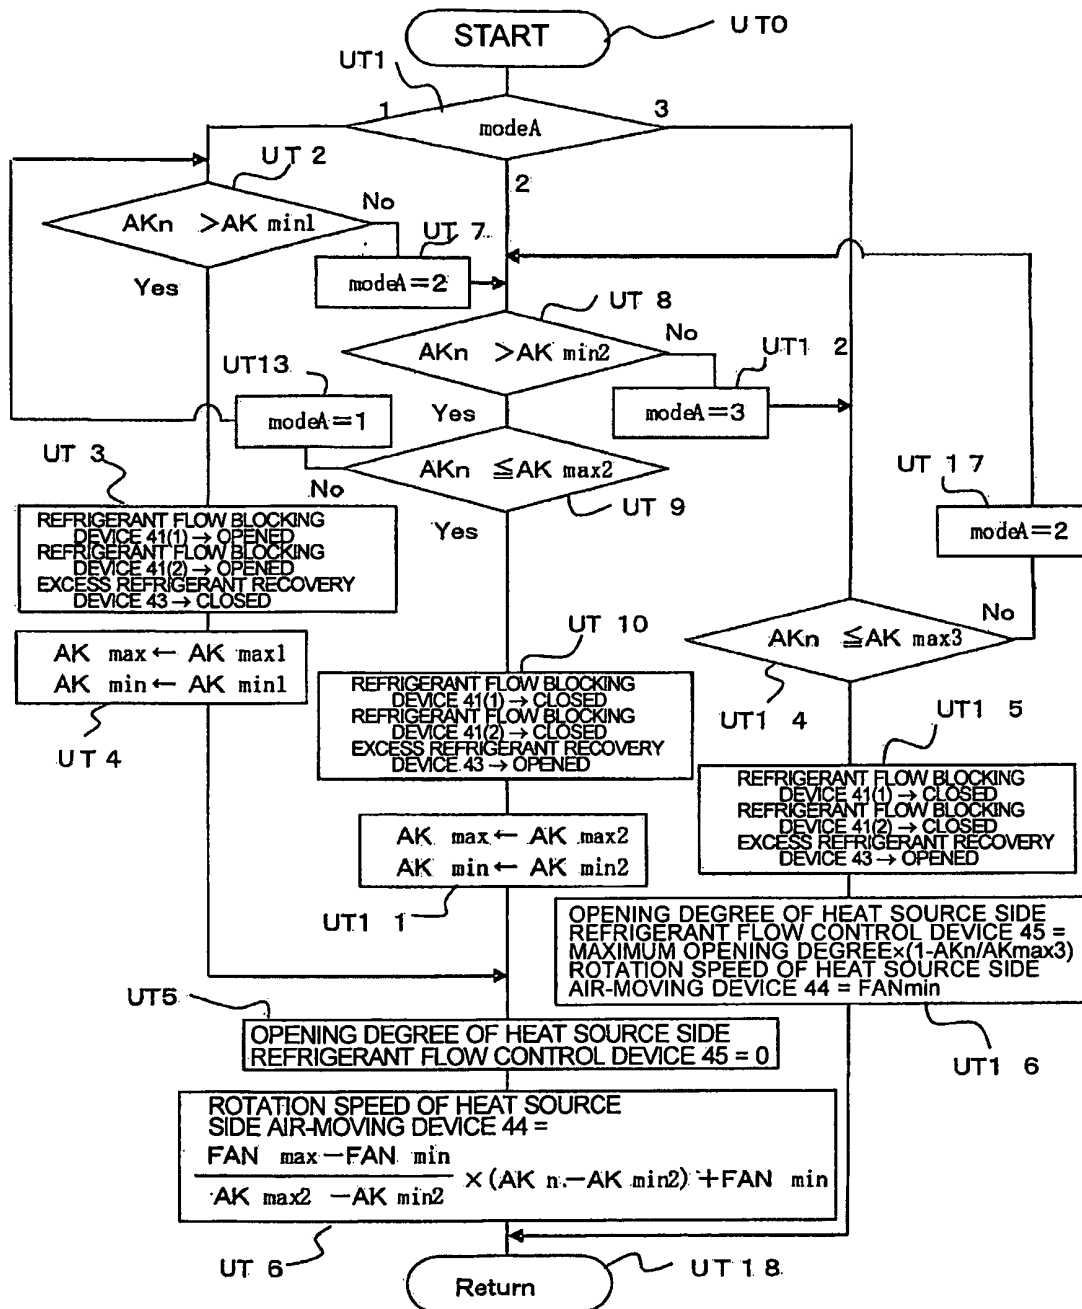 START
UT0
UT1
1
modeA
3
2
UT 2
AKn >AK min1
No
Yes
UT 7
modeA=2
UT 8
AKn >AK min2
No
Yes
UT1 2
modeA=3
UT13
modeA=1
AKn ≦AK max2
No
Yes
UT 9
UT 17
modeA=2
No
UT 3
REFRIGERANT FLOW BLOCKING
DEVICE 41(1) → OPENED
REFRIGERANT FLOW BLOCKING
DEVICE 41(2) → OPENED
EXCESS REFRIGERANT RECOVERY
DEVICE 43 → CLOSED
AK max← AK max1
AK min← AK min1
UT 4
UT 10
REFRIGERANT FLOW BLOCKING
DEVICE 41(1) → CLOSED
REFRIGERANT FLOW BLOCKING
DEVICE 41(2) → CLOSED
EXCESS REFRIGERANT RECOVERY
DEVICE 43 → OPENED
AKn ≦AK max3
UT1 4
UT1 5
REFRIGERANT FLOW BLOCKING
DEVICE 41(1) → CLOSED
REFRIGERANT FLOW BLOCKING
DEVICE 41(2) → CLOSED
EXCESS REFRIGERANT RECOVERY
DEVICE 43 → OPENED
AK max← AK max2
AK min← AK min2
UT1 1
OPENING DEGREE OF HEAT SOURCE SIDE
REFRIGERANT FLOW CONTROL DEVICE 45 =
MAXIMUM OPENING DEGREE×(1-AKn/AKmax3)
ROTATION SPEED OF HEAT SOURCE SIDE
AIR-MOVING DEVICE 44 = FANmin
UT1 6
UT5
OPENING DEGREE OF HEAT SOURCE SIDE
REFRIGERANT FLOW CONTROL DEVICE 45 = 0
ROTATION SPEED OF HEAT SOURCE
SIDE AIR-MOVING DEVICE 44 =
FAN max −FAN min
AK max2 −AK min2
×(AK n −AK min2) +FAN min
UT 6
Return
UT 18